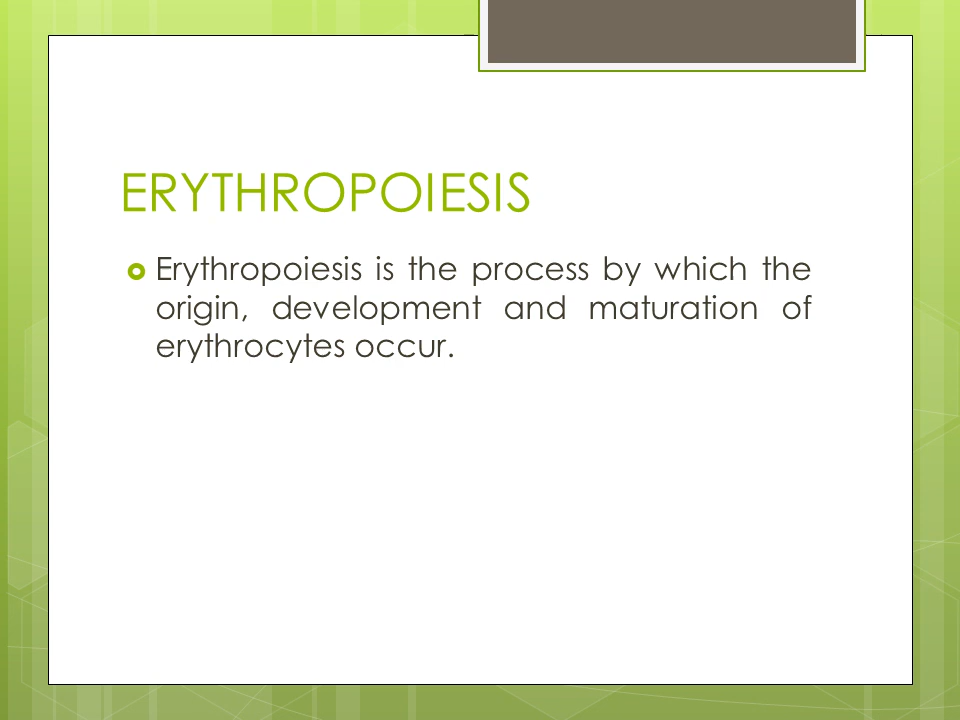 ERYTHROPOIESIS
Erythropoiesis is the process by which the
origin, development and maturation of
erythrocytes occur.